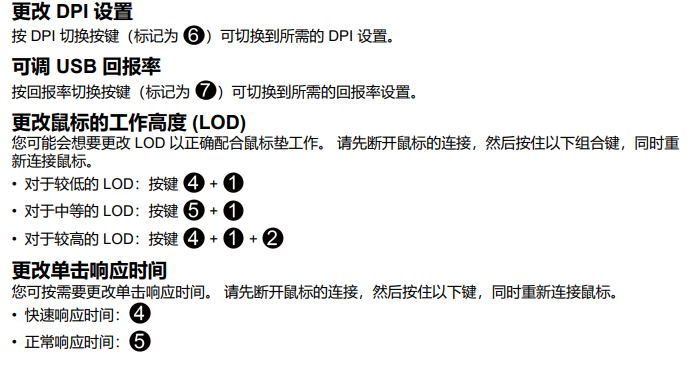 更改 DPI 设置
按 DPI 切换按键（标记为 ❻）可切换到所需的 DPI 设置。
可调 USB 回报率
按回报率切换按键（标记为 ❼）可切换到所需的回报率设置。
更改鼠标的工作高度 (LOD)
您可能会想要更改 LOD 以正确配合鼠标垫工作。 请先断开鼠标的连接，然后按住以下组合键，同时重
新连接鼠标。
• 对于较低的 LOD：按键 ❹ + ❶
• 对于中等的 LOD：按键 ❺ + ❶
• 对于较高的 LOD：按键 ❹ + ❶ + ❷
更改单击响应时间
您可按需要更改单击响应时间。 请先断开鼠标的连接，然后按住以下键，同时重新连接鼠标。
• 快速响应时间：❹
• 正常响应时间：❺